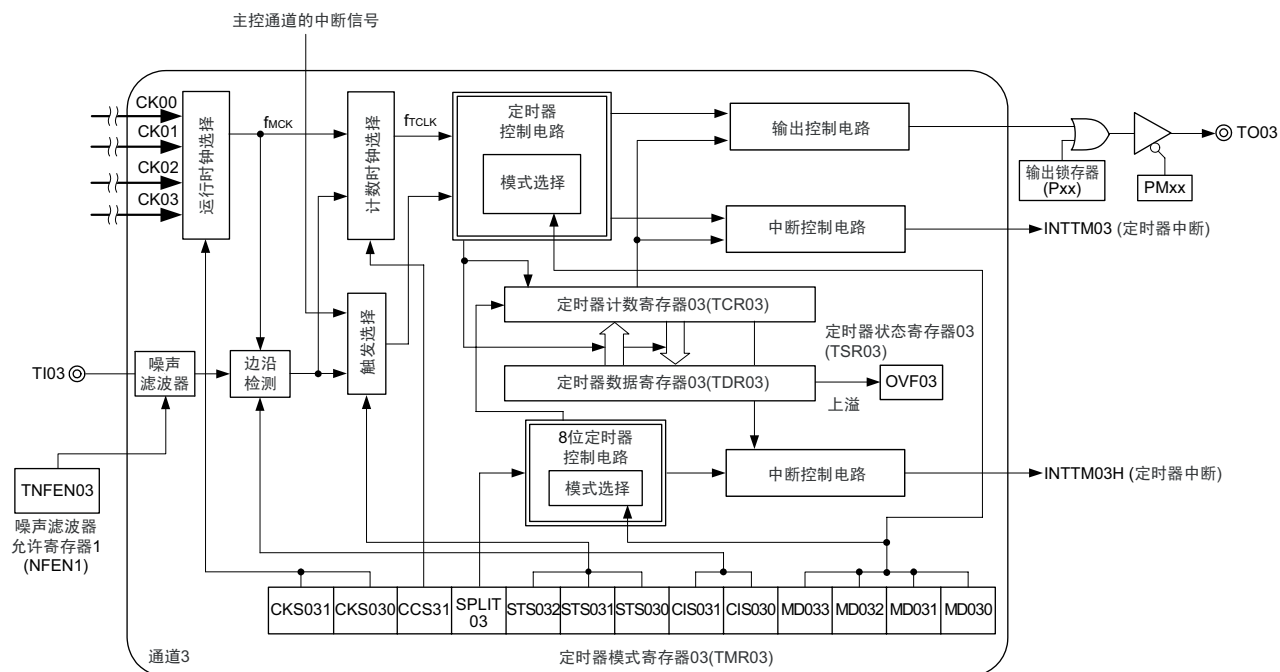 主控通道的中断信号
CK00
CK01
CK02
CK03
运行时钟选择
fMCK
计数时钟选择
fTCLK
定时器
控制电路
模式选择
输出控制电路
输出锁存器
(Pxx)
PMxx
TO03
中断控制电路
INTTM03 (定时器中断)
定时器计数寄存器03(TCR03)
触发选择
TI03
噪声
滤波器
边沿
检测
定时器状态寄存器03
(TSR03)
定时器数据寄存器03(TDR03)
OVF03
上溢
8位定时器
控制电路
模式选择
中断控制电路
INTTM03H (定时器中断)
TNFEN03
噪声滤波器
允许寄存器1
(NFEN1)
CKS031
CKS030
CCS31
SPLIT
03
STS032
STS031
STS030
CIS031
CIS030
MD033
MD032
MD031
MD030
通道3
定时器模式寄存器03(TMR03)